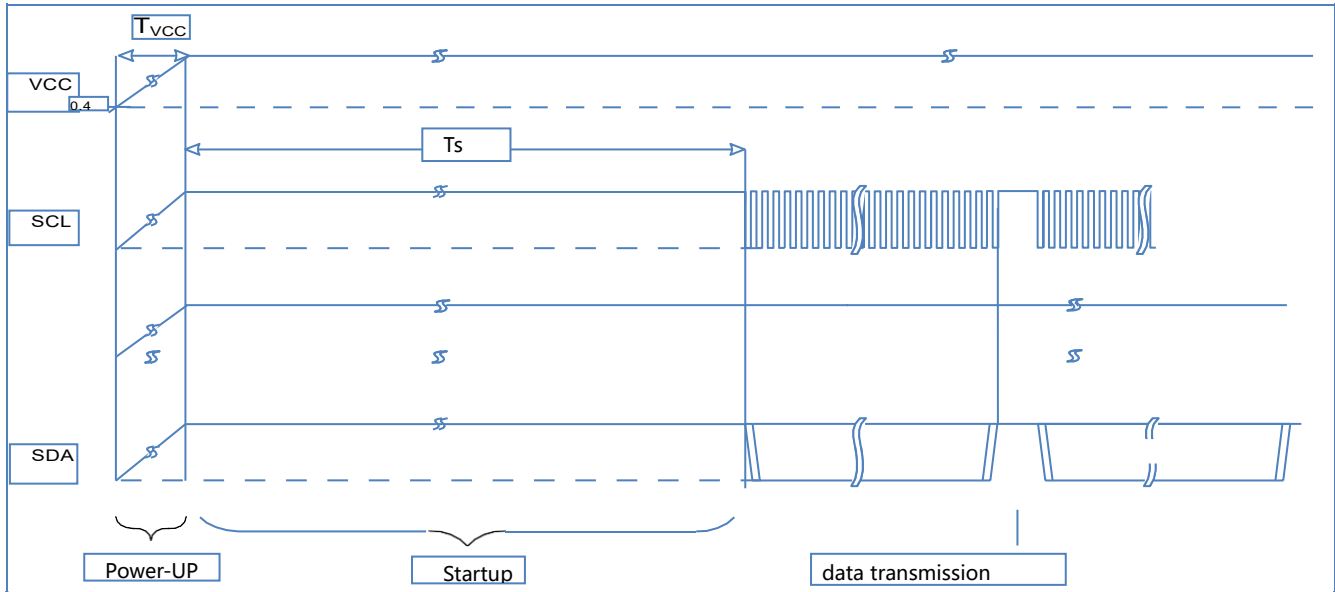 TVCC
VCC
0.4
Ts
SCL
SDA
Power-UP
Startup
data transmission